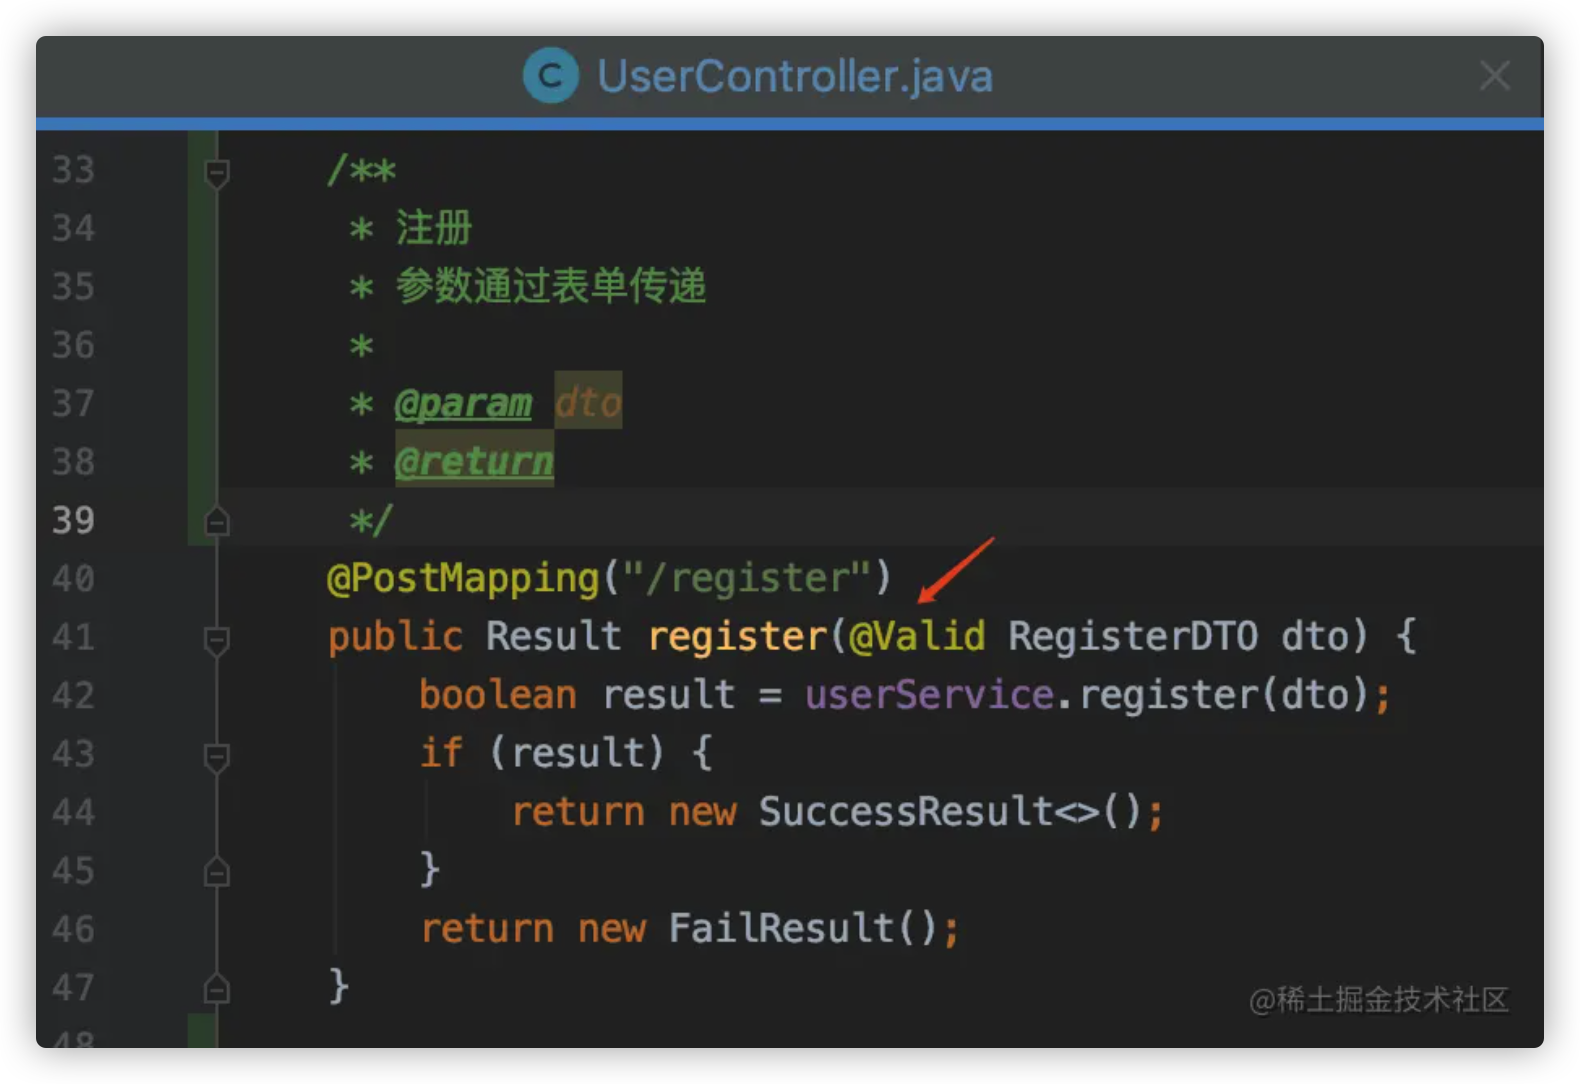 C UserController.java
33 /**
34 * 注册
35 * 参数通过表单传递
36 *
37 * @param dto
38 * @return
39 */
40 @PostMapping("/register")
41 public Result register(@Valid RegisterDTO dto) {
42 boolean result = userService.register(dto);
43 if (result) {
44 return new SuccessResult<>();
45 }
46 return new FailResult();
47 }
48
@稀土掘金技术社区